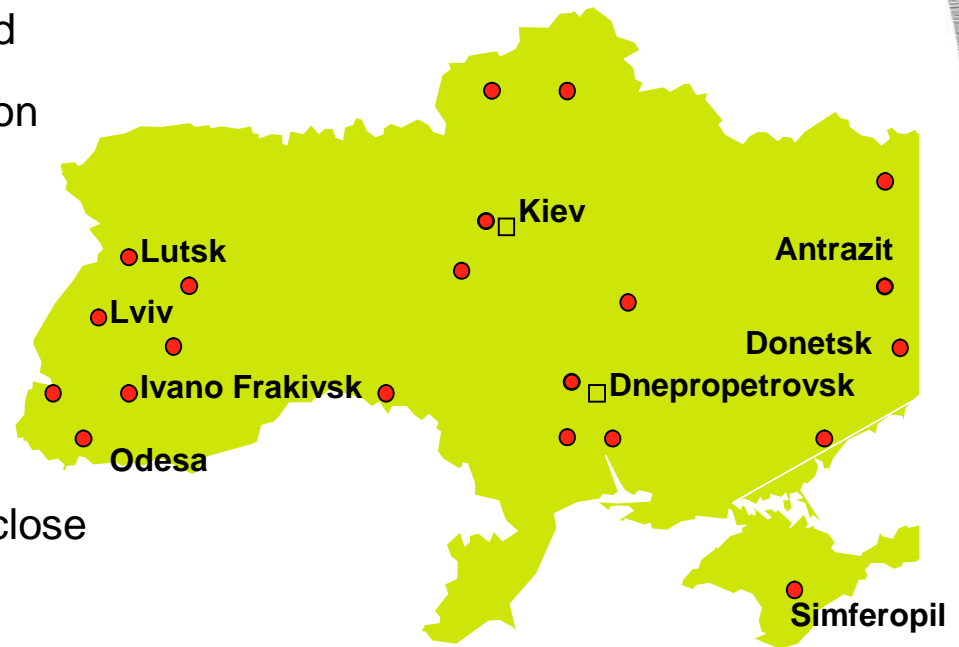 d
on
Kiev
Lutsk
Antrazit
Lviv
Donetsk
Ivano Frakivsk
Dnepropetrovsk
Odesa
close
Simferopil